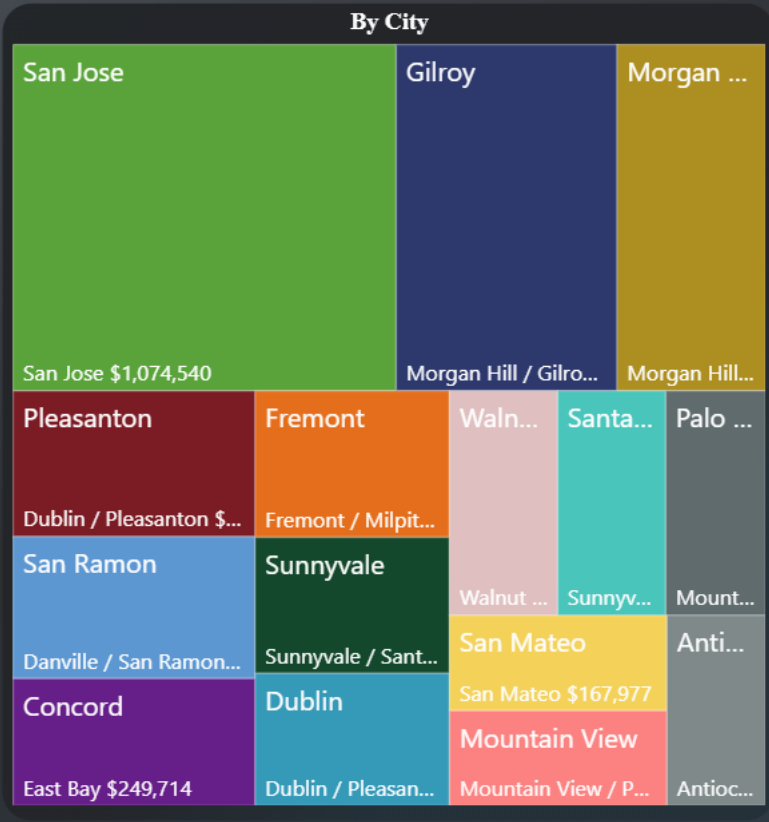 By City
San Jose
San Jose $1,074,540
Gilroy
Morgan Hill / Gilro...
Morgan ...
Morgan Hill...
Pleasanton
Dublin / Pleasanton $...
Fremont
Fremont / Milpit...
Waln...
Walnut ...
Santa...
Sunnyv...
Palo ...
Mount...
San Ramon
Danville / San Ramon...
Sunnyvale
Sunnyvale / Sant...
San Mateo
San Mateo $167,977
Anti...
Antioc...
Concord
East Bay $249,714
Dublin
Dublin / Pleasan...
Mountain View
Mountain View / P...